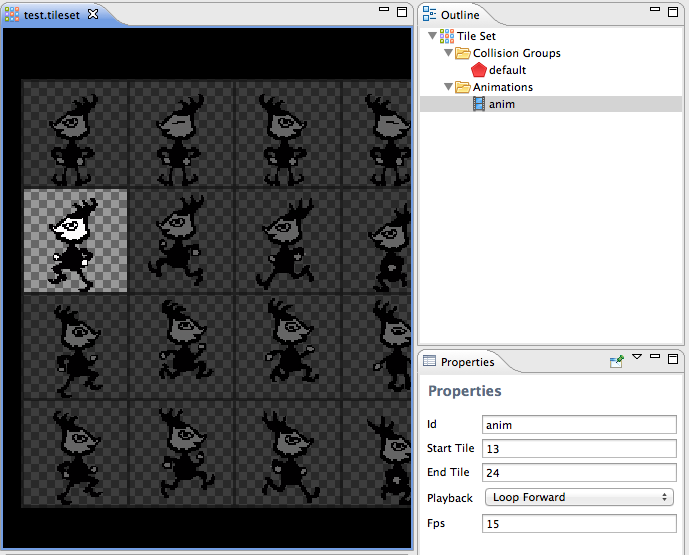 test.tileset
Outline
Tile Set
Collision Groups
default
Animations
anim
Properties
Properties
Id anim
Start Tile 13
End Tile 24
Playback Loop Forward
Fps 15